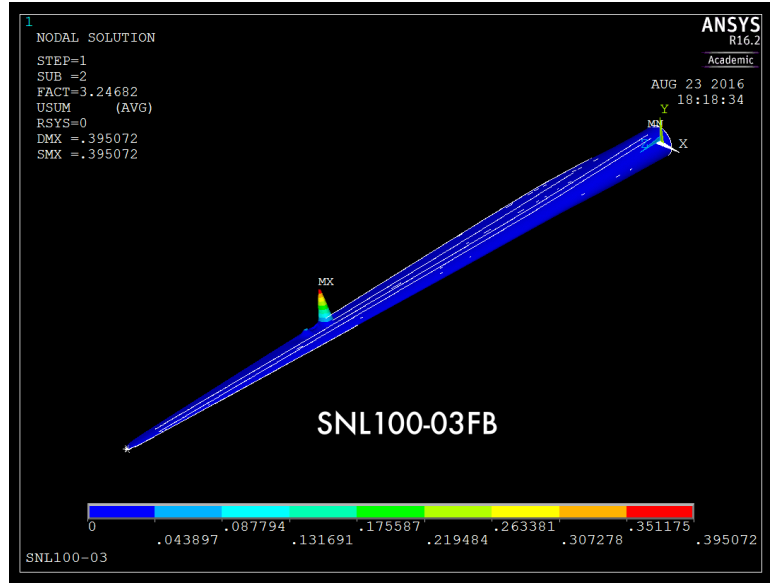 1
NODAL SOLUTION
STEP=1
SUB =2
FACT=3.24682
USUM (AVG)
RSYS=0
DMX =.395072
SMX =.395072
ANSYS
R16.2
Academic
AUG 23 2016
18:18:34
Y
MN
X
MX
SNL100-03FB
0 .087794 .175587 .263381 .351175
.043897 .131691 .219484 .307278 .395072
SNL100-03